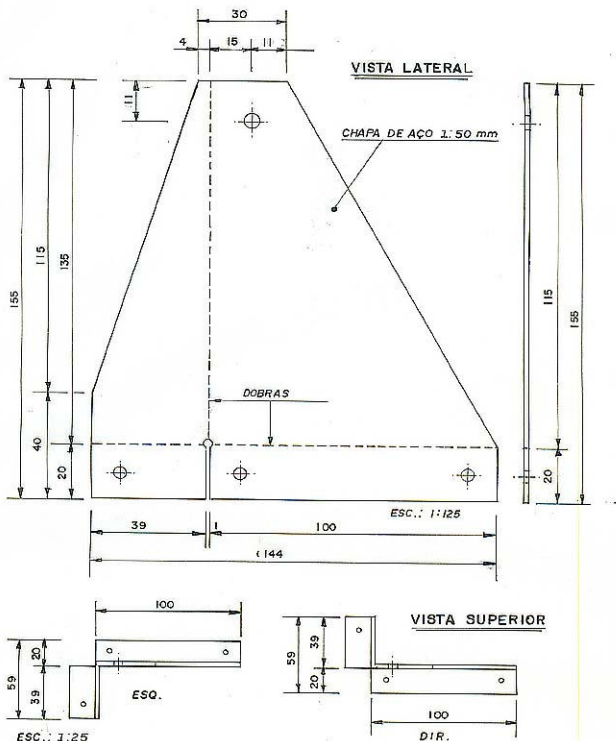 30
4 15 11
VISTA LATERAL
11
CHAPA DE AÇO 1:50 mm
155
115
135
115
155
DOBRAS
40
20
20
ESC.: 1:125
39 1 100
144
100
VISTA SUPERIOR
59
20
39
ESQ.
59
39
20
100
ESC.: 1:25
DIR.